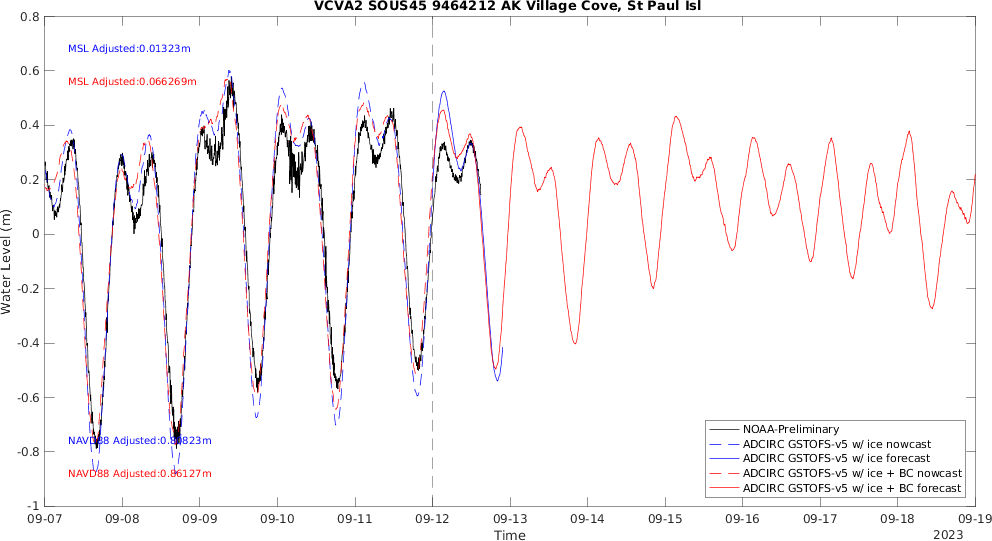 VCVA2 SOUS45 9464212 AK Village Cove, St Paul Isl
MSL Adjusted:0.01323m
MSL Adjusted:0.066269m
NAVD88 Adjusted:0.80823m
NAVD88 Adjusted:0.86127m
Water Level (m)
0.8
0.6
0.4
0.2
0
-0.2
-0.4
-0.6
-0.8
-1
NOAA-Preliminary
ADCIRC GSTOFS-v5 w/ ice nowcast
ADCIRC GSTOFS-v5 w/ ice forecast
ADCIRC GSTOFS-v5 w/ ice + BC nowcast
ADCIRC GSTOFS-v5 w/ ice + BC forecast
09-07 09-08 09-09 09-10 09-11 09-12 09-13 09-14 09-15 09-16 09-17 09-18 09-19
Time
2023